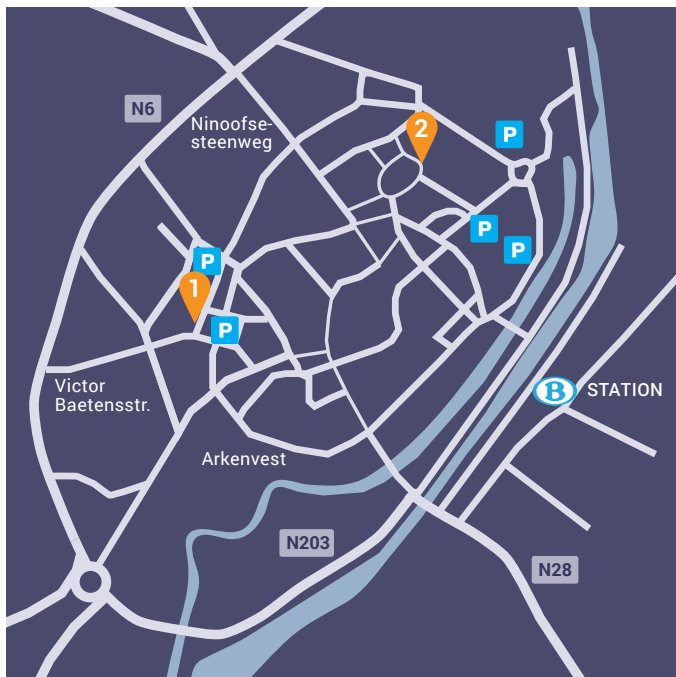 N6
Ninoofse-
steenweg
2
P
P
P
P
1
P
Victor
Baetensstr.
B STATION
Arkenvest
N203
N28